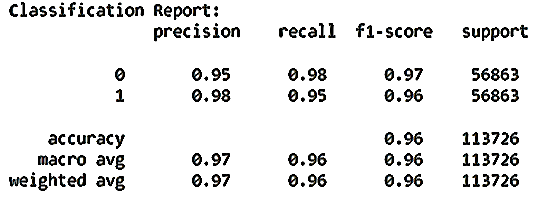 Classification Report:
precision recall f1-score support
0 0.95 0.98 0.97 56863
1 0.98 0.95 0.96 56863
accuracy 0.96 113726
macro avg 0.97 0.96 0.96 113726
weighted avg 0.97 0.96 0.96 113726